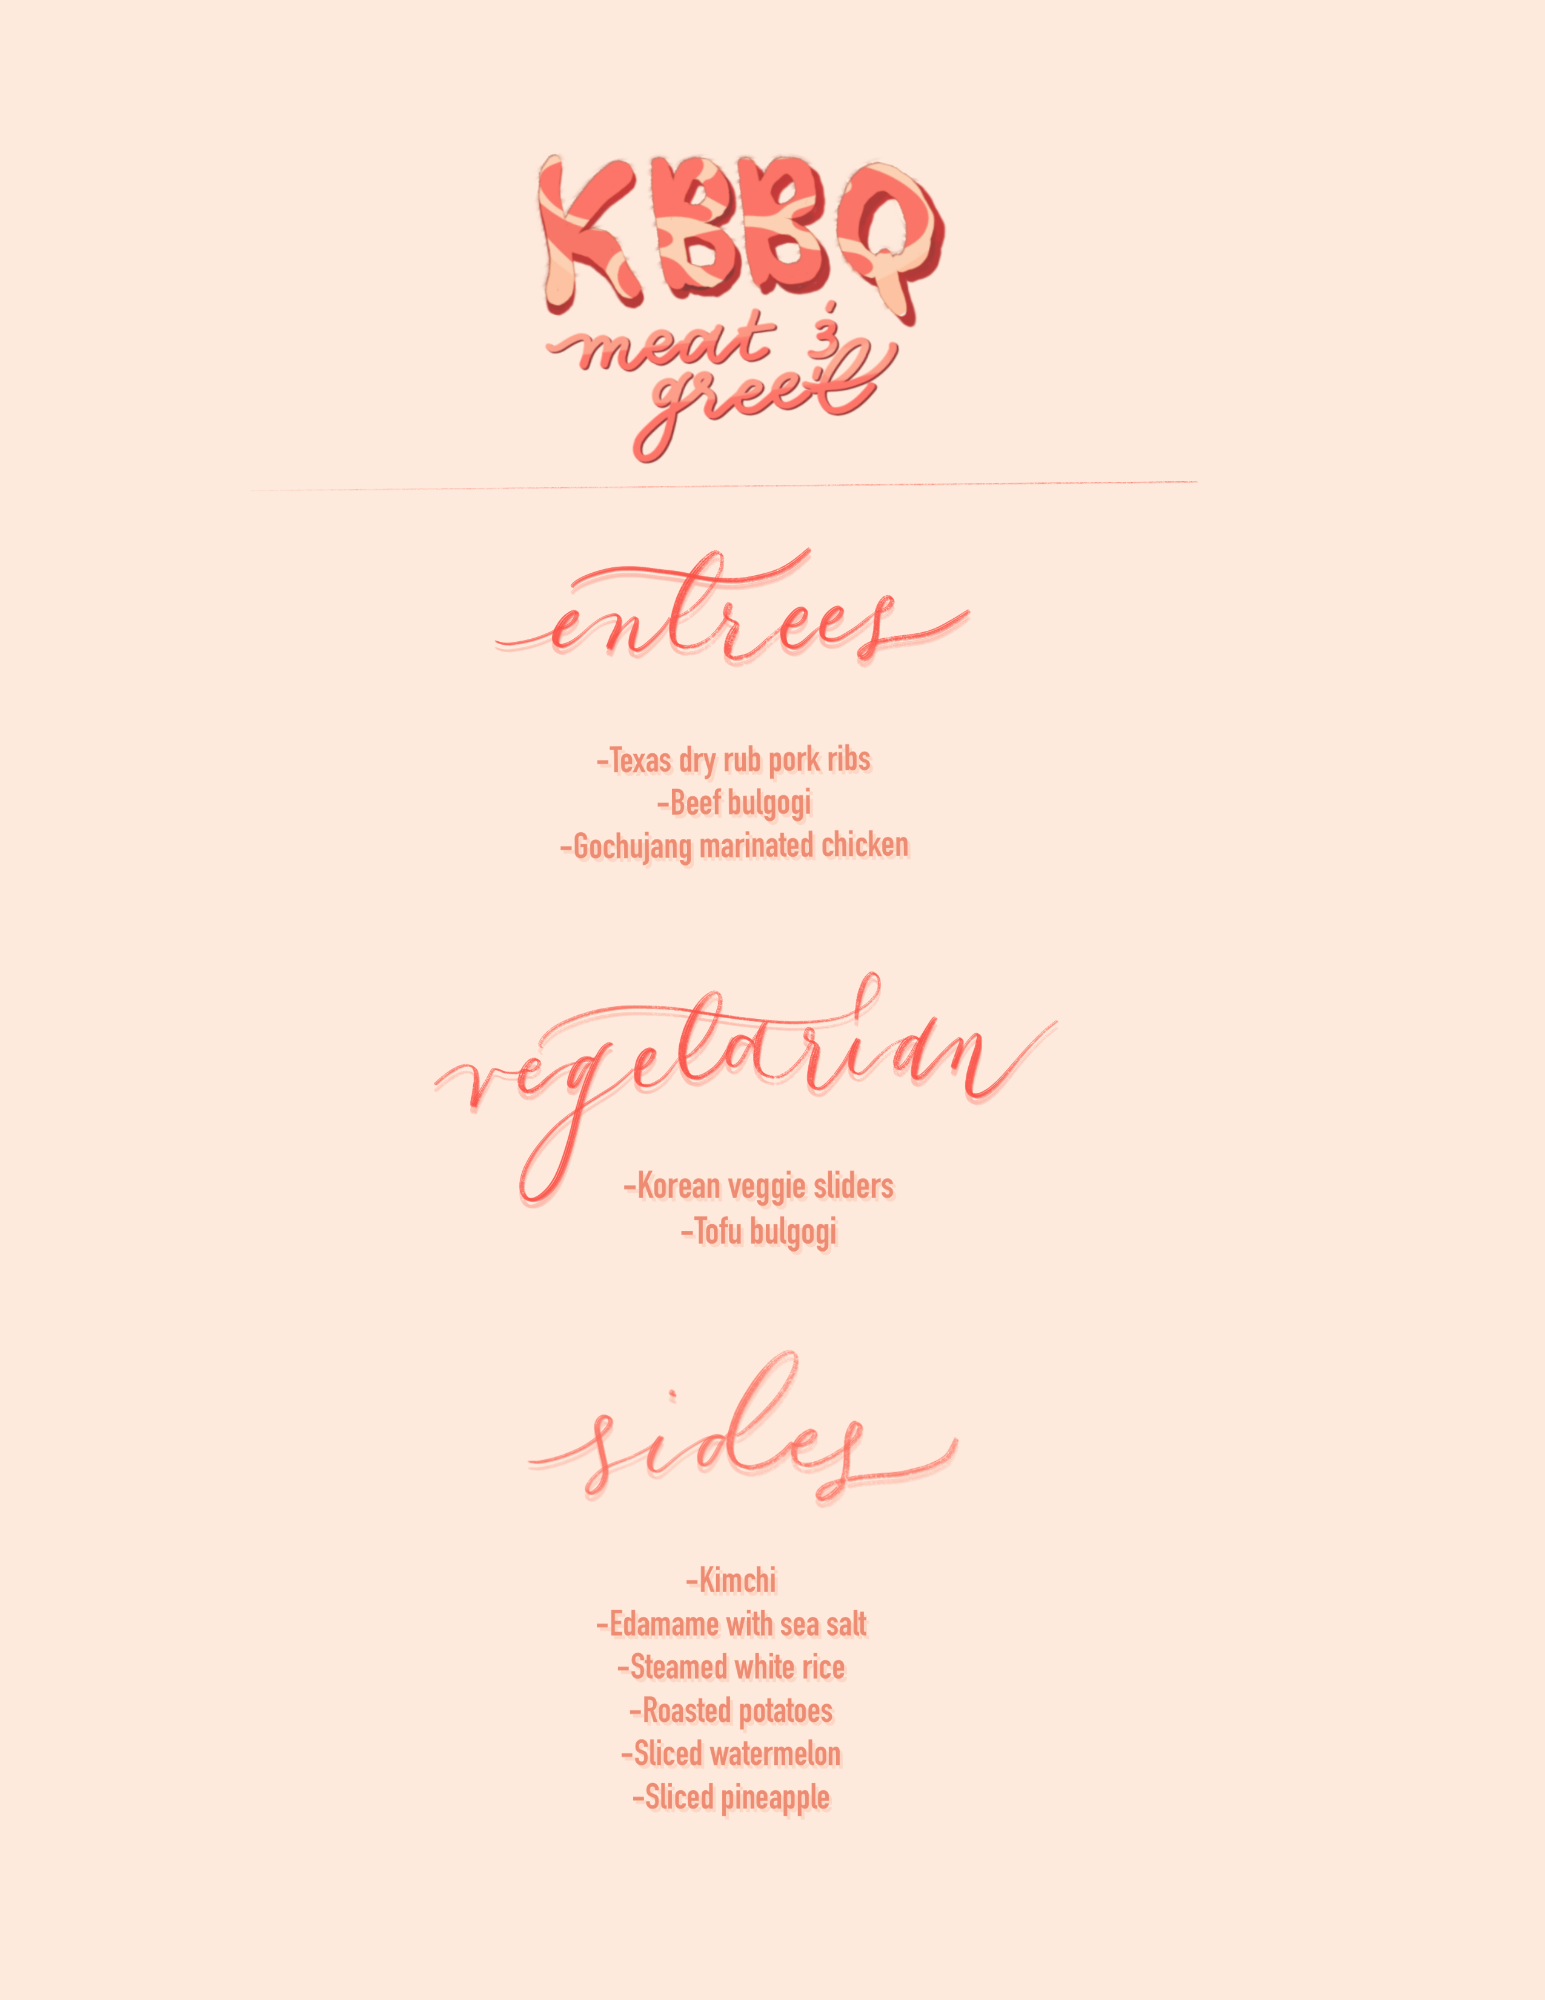 KBBQ
meat &
greet
entrees
-Texas dry rub pork ribs
-Beef bulgogi
-Gochujang marinated chicken
vegetarian
-Korean veggie sliders
-Tofu bulgogi
sides
-Kimchi
-Edamame with sea salt
-Steamed white rice
-Roasted potatoes
-Sliced watermelon
-Sliced pineapple